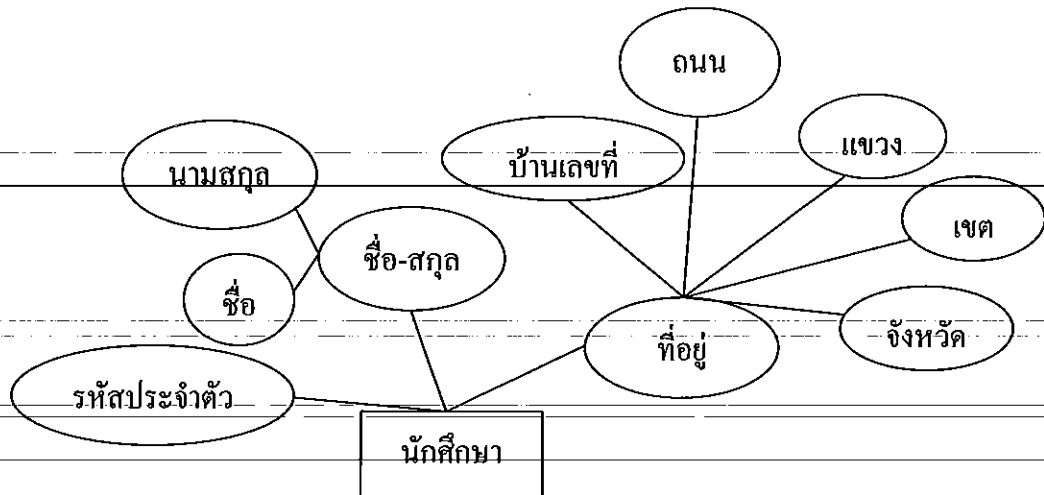 ถนน
แขวง
บ้านเลขที่
นามสกุล
เขต
ชื่อ-สกุล
ชื่อ
จังหวัด
ที่อยู่
รหัสประจำตัว
นักศึกษา